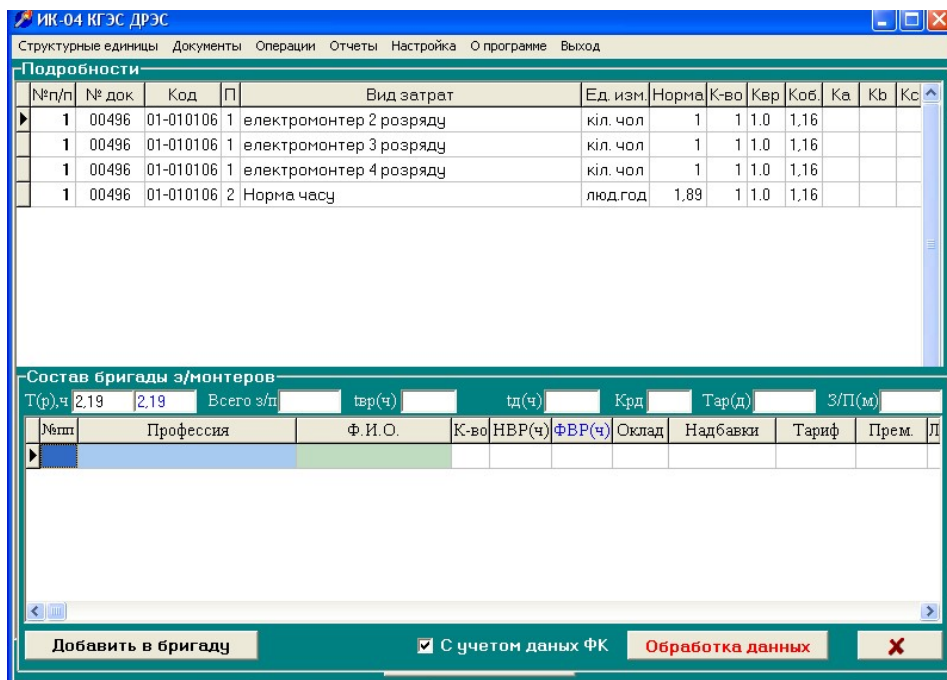 ИК-04 КГЭС ДРЭС
Структурные единицы Документы Операции Отчеты Настройка О программе Выход
Подробности
№п/п № док Код П Вид затрат Ед. изм. Норма К-во Квр Коб. Ка Kb Кс
1 00496 01-010106 1 електромонтер 2 розряду кіл. чол 1 1 1.0 1,16
1 00496 01-010106 1 електромонтер 3 розряду кіл. чол 1 1 1.0 1,16
1 00496 01-010106 1 електромонтер 4 розряду кіл. чол 1 1 1.0 1,16
1 00496 01-010106 2 Норма часу люд.год 1,89 1 1.0 1,16
Состав бригады э/монтеров
Т(р),ч 2,19 2,19 Всего э/п tвр(ч) tд(ч) Крд Тар(д) З/П(м)
№пп Профессия Ф.И.О. К-во НВР(ч) ФВР(ч) Оклад Надбавки Тариф Прем. Л
Добавить в бригаду С учетом даных ФК Обработка данных